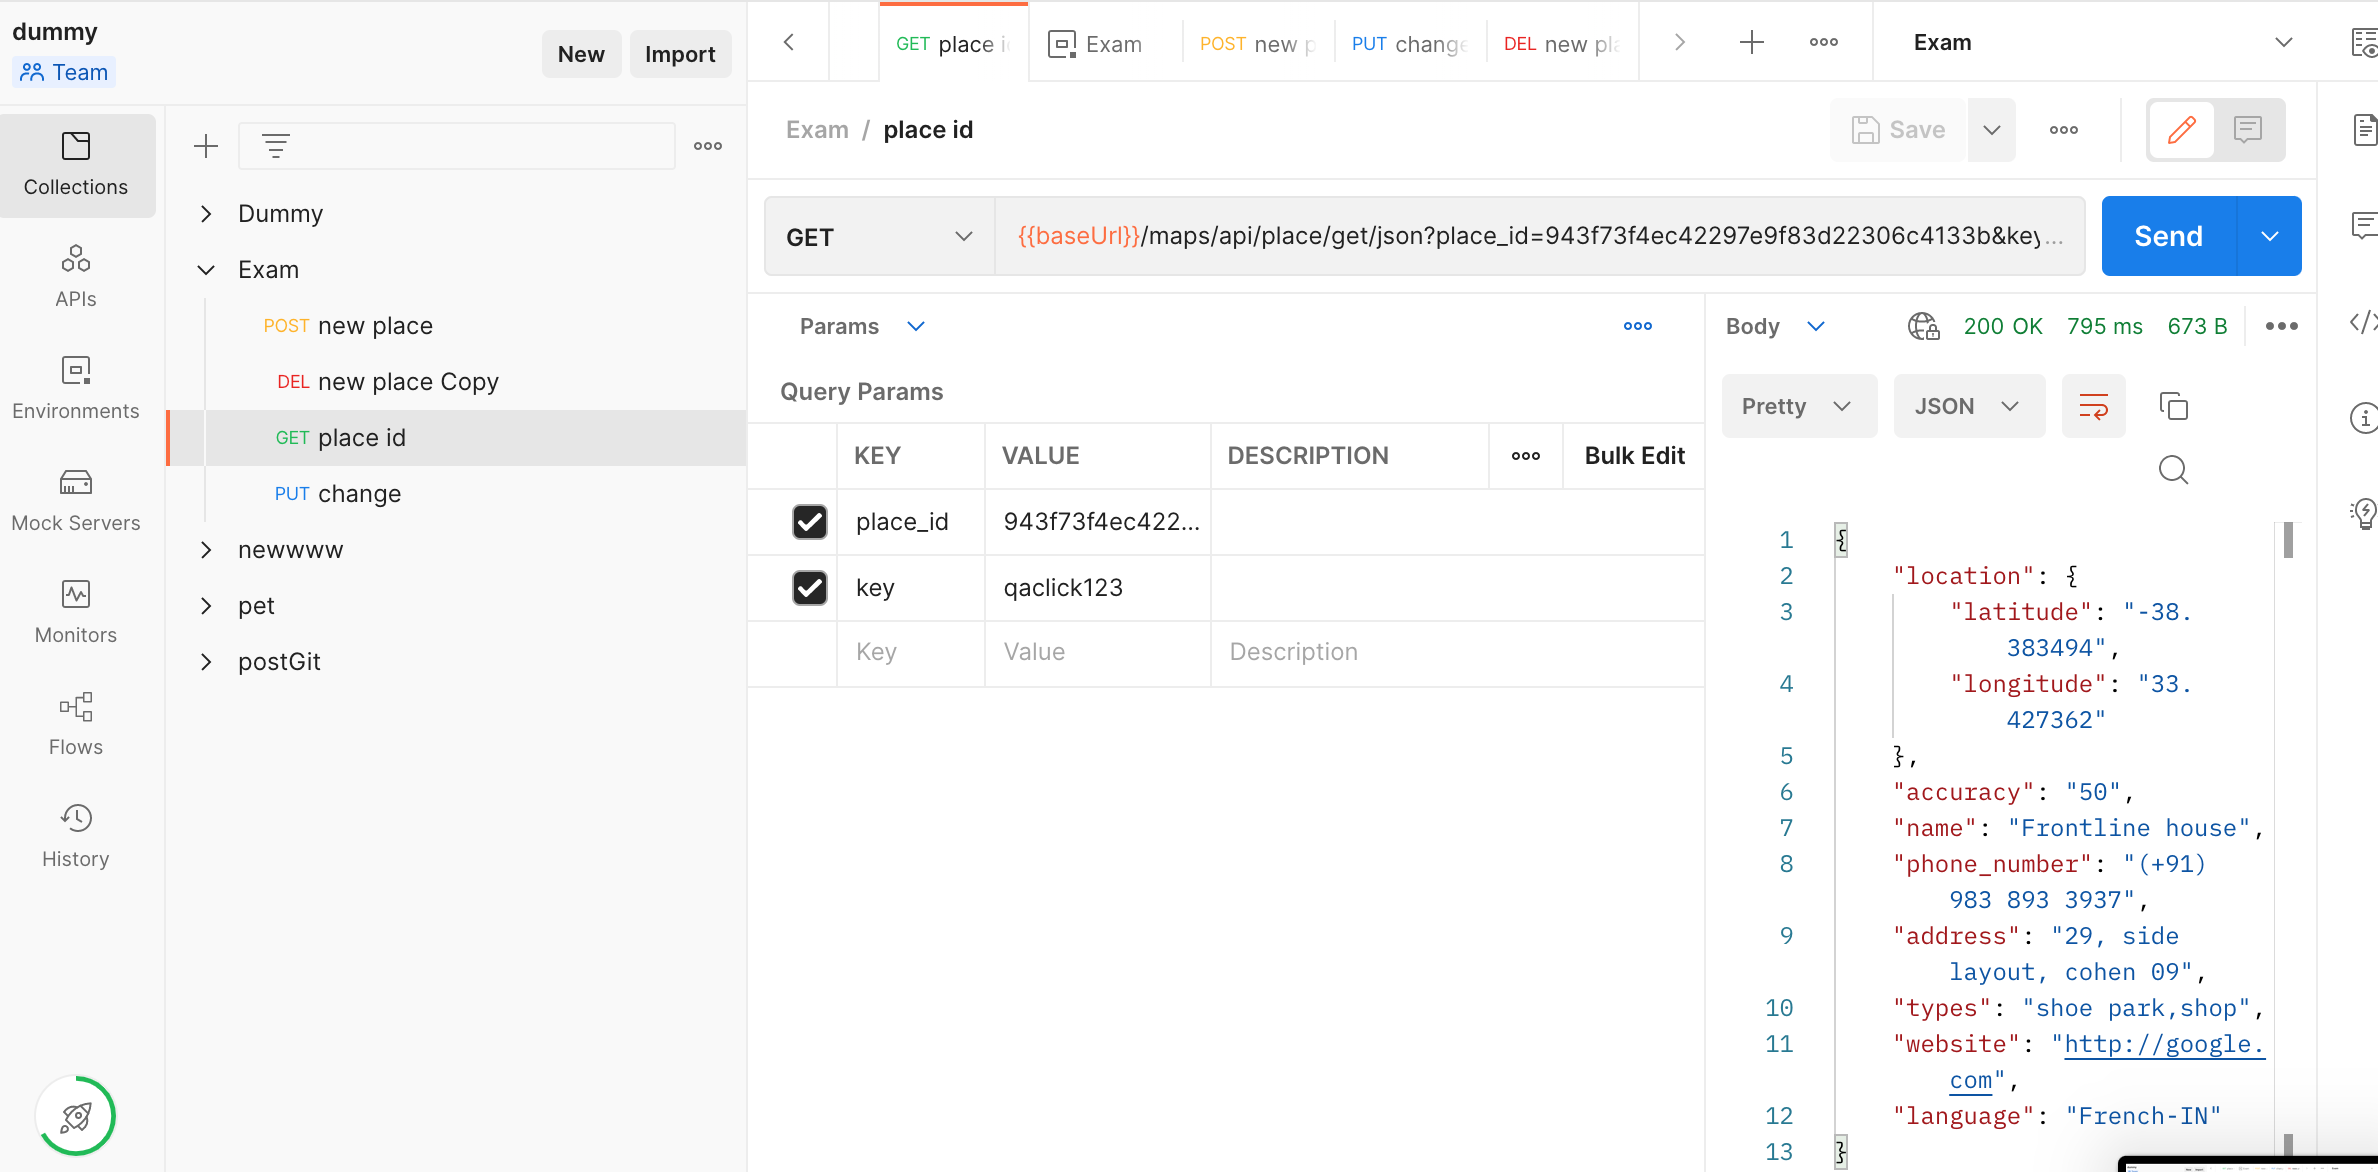 dummy
Team
New
Import
GET place i
Exam
POST new p
PUT change
DEL new pla
Exam
Collections
APIs
Environments
Mock Servers
Monitors
Flows
History
Dummy
Exam
POST new place
DEL new place Copy
GET place id
PUT change
newwww
pet
postGit
Exam / place id
Save
GET
{{baseUrl}}/maps/api/place/get/json?place_id=943f73f4ec42297e9f83d22306c4133b&key...
Send
Params
Query Params
KEY VALUE DESCRIPTION Bulk Edit
place_id 943f73f4ec422...
key qaclick123
Key Value Description
Body 200 OK 795 ms 673 B
Pretty JSON
1 {
2 "location": {
3 "latitude": "-38.
383494",
4 "longitude": "33.
427362"
5 },
6 "accuracy": "50",
7 "name": "Frontline house",
8 "phone_number": "(+91)
983 893 3937",
9 "address": "29, side
layout, cohen 09",
10 "types": "shoe park,shop",
11 "website": "http://google.
com",
12 "language": "French-IN"
13 }